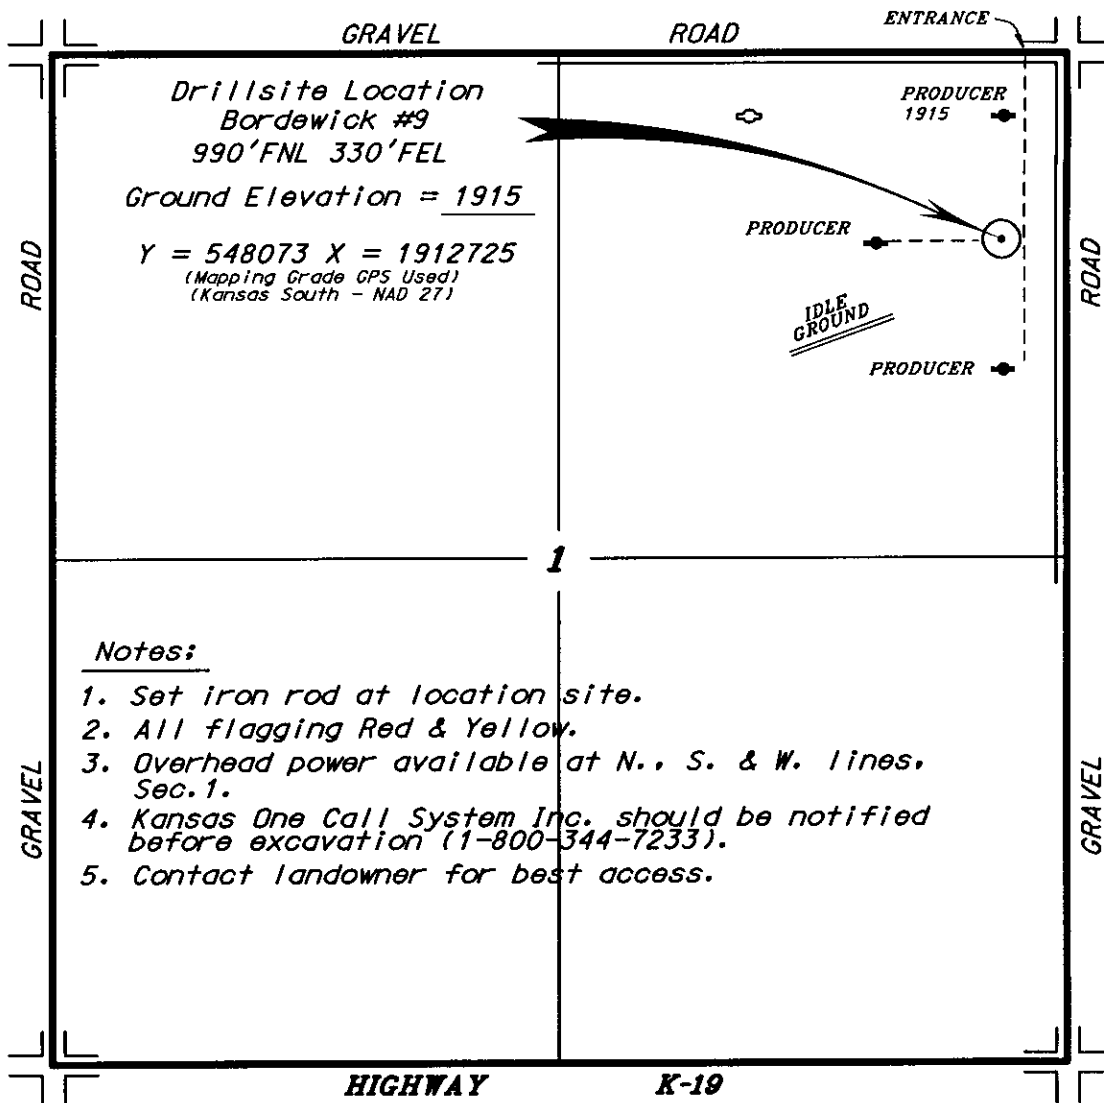 ENTRANCE
GRAVEL ROAD
Drillsite Location
Bordewick #9
990'FNL 330'FEL
Ground Elevation = 1915
Y = 548073 X = 1912725
(Mapping Grade GPS Used)
(Kansas South - NAD 27)
PRODUCER
1915
PRODUCER
IDLE
GROUND
PRODUCER
ROAD
ROAD
1
Notes:
1. Set iron rod at location site.
2. All flagging Red & Yellow.
3. Overhead power available at N., S. & W. lines,
Sec.1.
4. Kansas One Call System Inc. should be notified
before excavation (1-800-344-7233).
5. Contact landowner for best access.
GRAVEL
GRAVEL
HIGHWAY K-19